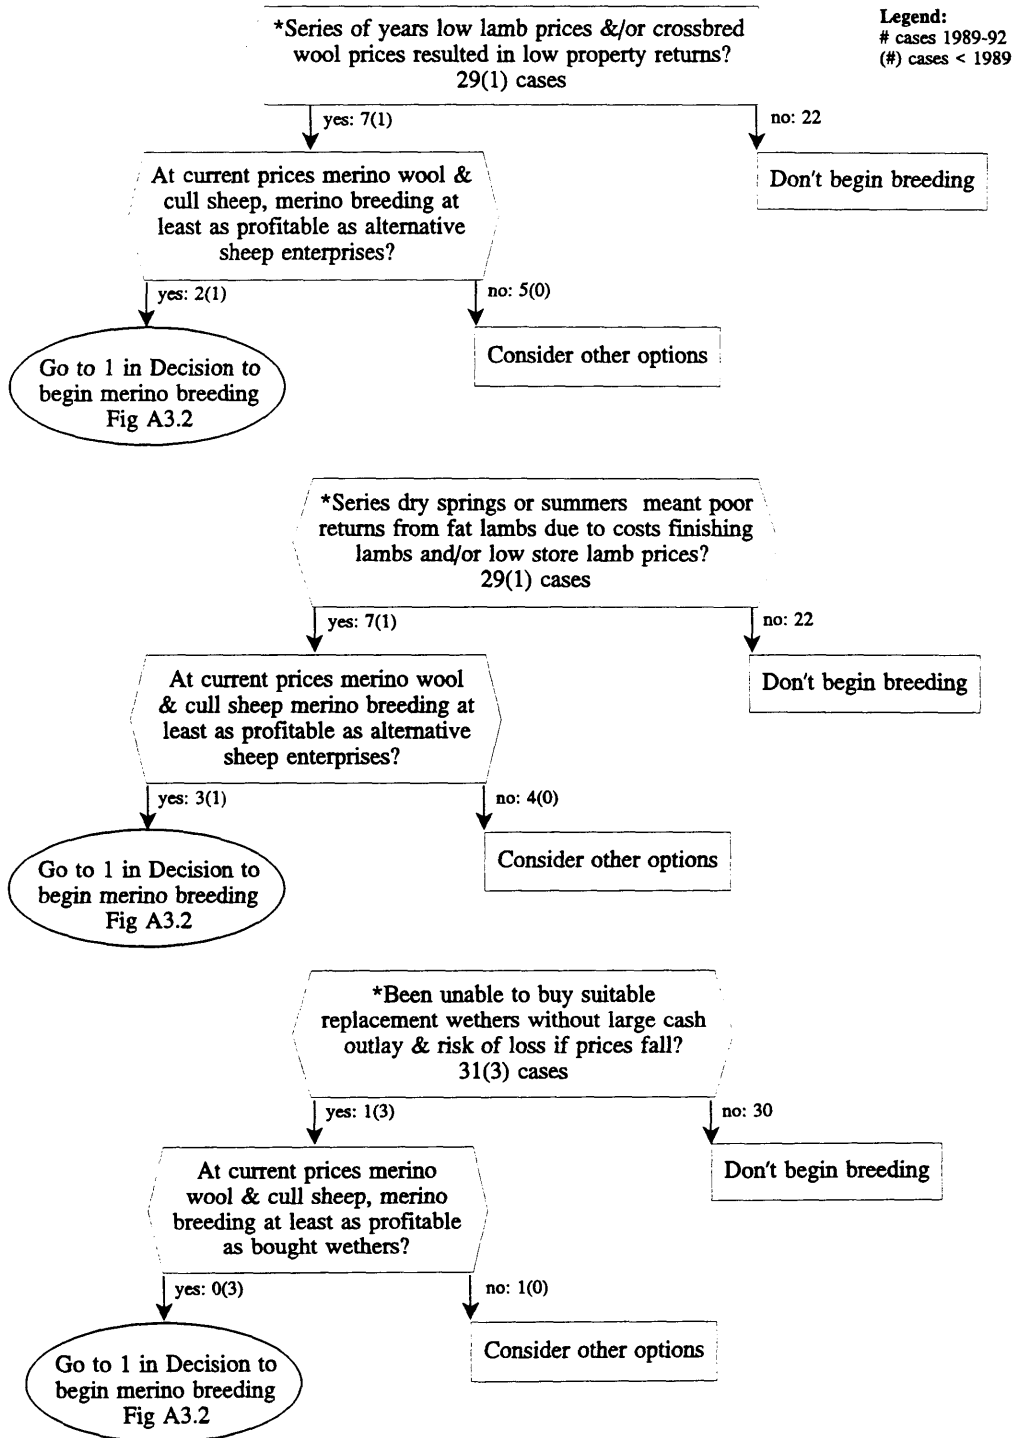 *Series of years low lamb prices &/or crossbred
wool prices resulted in low property returns?
29(1) cases
Legend:
# cases 1989-92
(#) cases < 1989
yes: 7(1)
no: 22
At current prices merino wool &
cull sheep, merino breeding at
least as profitable as alternative
sheep enterprises?
Don't begin breeding
yes: 2(1)
no: 5(0)
Go to 1 in Decision to
begin merino breeding
Fig A3.2
Consider other options
*Series dry springs or summers meant poor
returns from fat lambs due to costs finishing
lambs and/or low store lamb prices?
29(1) cases
yes: 7(1)
no: 22
At current prices merino wool
& cull sheep merino breeding at
least as profitable as alternative
sheep enterprises?
Don't begin breeding
yes: 3(1)
no: 4(0)
Go to 1 in Decision to
begin merino breeding
Fig A3.2
Consider other options
*Been unable to buy suitable
replacement wethers without large cash
outlay & risk of loss if prices fall?
31(3) cases
yes: 1(3)
no: 30
At current prices merino
wool & cull sheep, merino
breeding at least as profitable
as bought wethers?
Don't begin breeding
yes: 0(3)
no: 1(0)
Go to 1 in Decision to
begin merino breeding
Fig A3.2
Consider other options